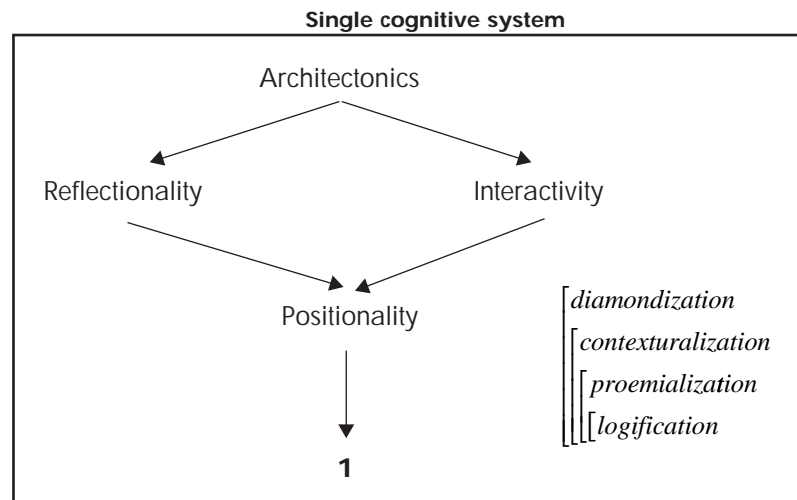 Single cognitive system
Architectonics
Reflectionality Interactivity
Positionality
diamondization
contexturalization
proemialization
logification
1